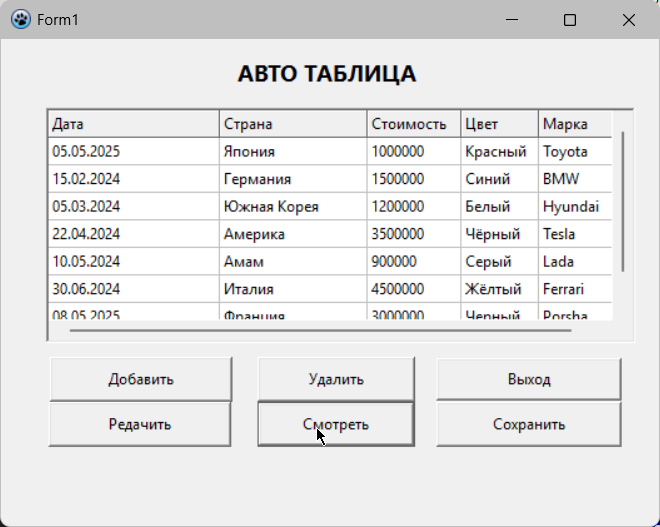 Form1
АВТО ТАБЛИЦА
Дата Страна Стоимость Цвет Марка
05.05.2025 Япония 1000000 Красный Toyota
15.02.2024 Германия 1500000 Синий BMW
05.03.2024 Южная Корея 1200000 Белый Hyundai
22.04.2024 Америка 3500000 Чёрный Tesla
10.05.2024 Амам 900000 Серый Lada
30.06.2024 Италия 4500000 Жёлтый Ferrari
08.05.2025 Франция 3000000 Черный Porsha
Добавить Удалить Выход
Редачить Смотреть Сохранить